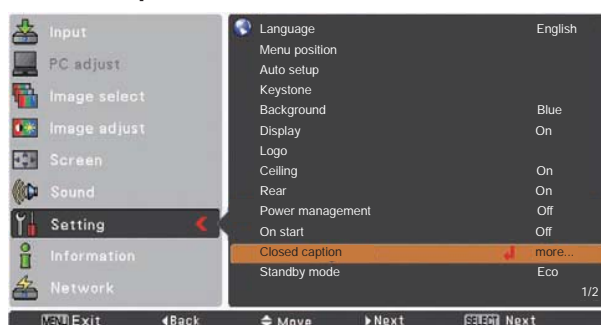 Input
PC adjust
Image select
Image adjust
Screen
Sound
Setting
Information
Network
Language English
Menu position
Auto setup
Keystone
Background Blue
Display On
Logo
Ceiling On
Rear On
Power management Off
On start Off
Closed caption more...
Standby mode Eco
1/2
MENU Exit Back Move Next SELECT Next